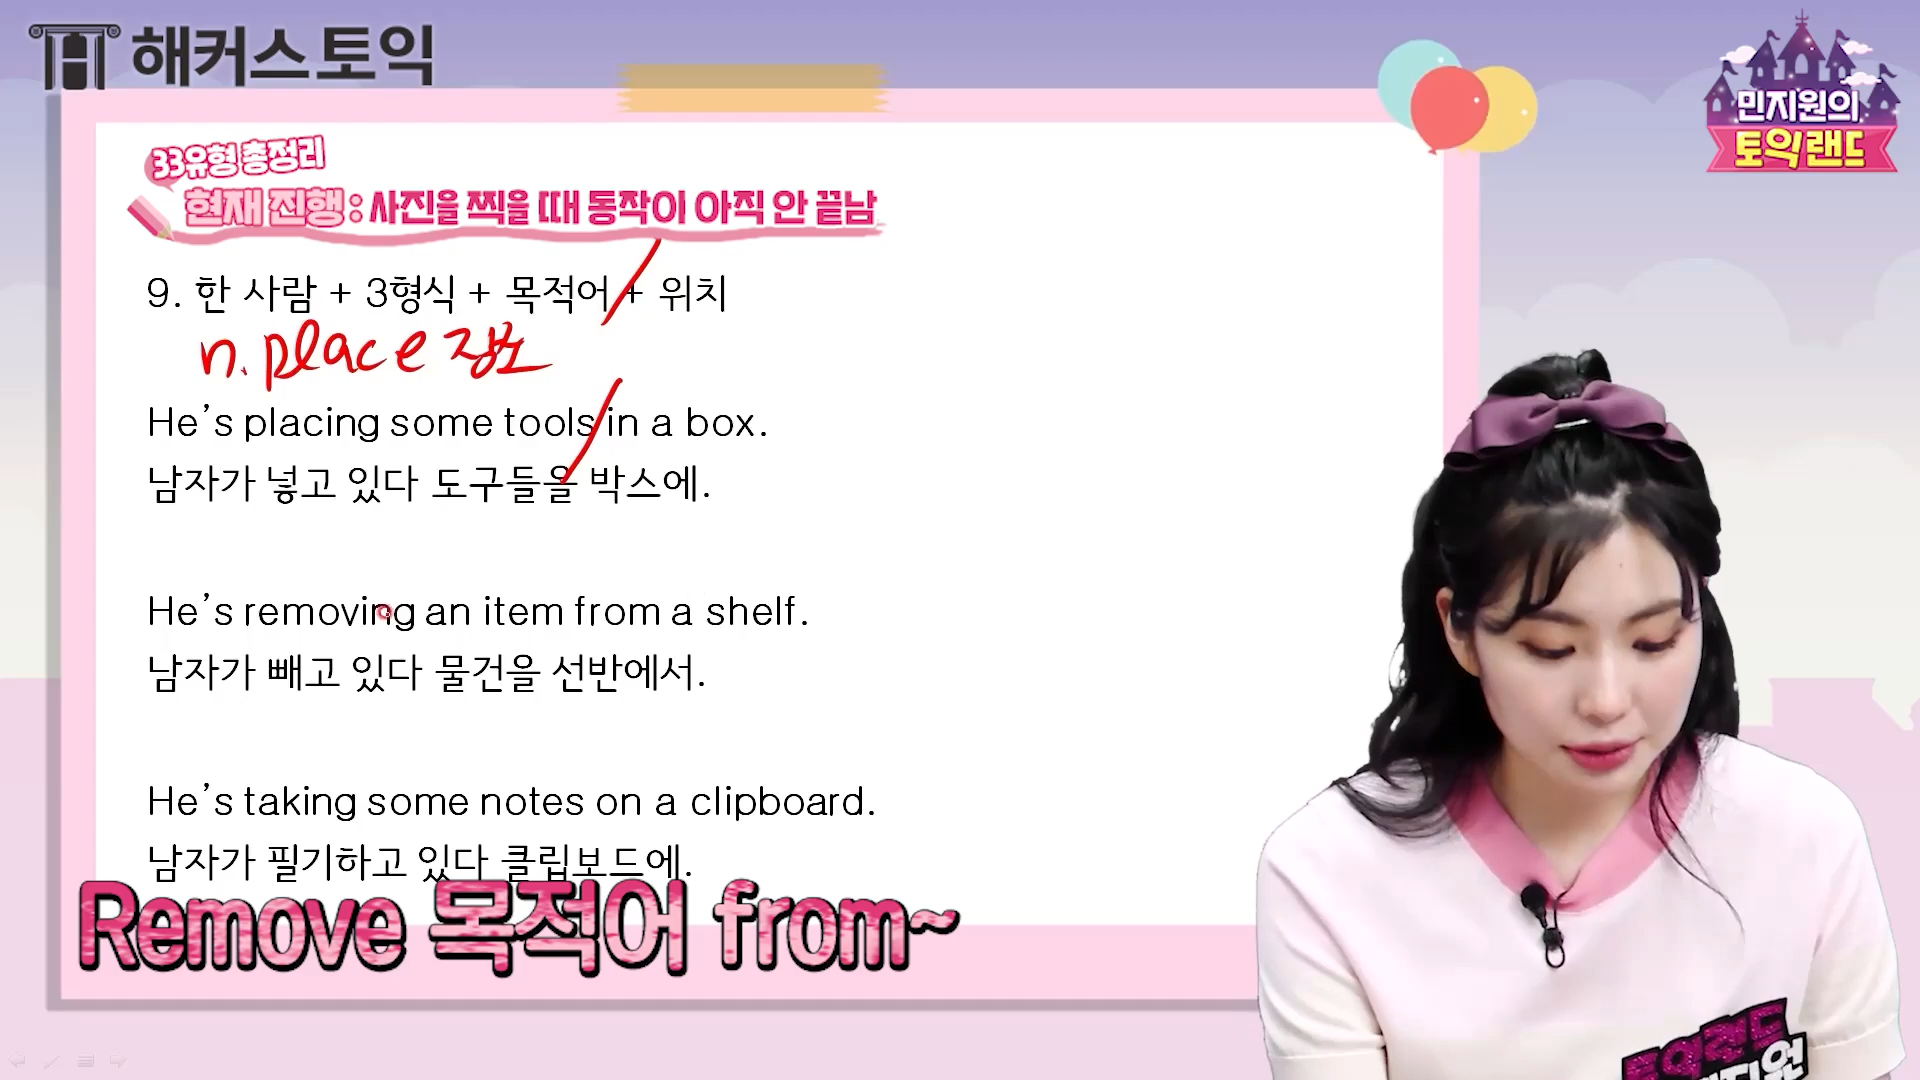 해커스토익
민지원의
토익랜드
33유형 총정리
현재 진행 : 사진을 찍을 때 동작이 아직 안 끝남
9. 한 사람 + 3형식 + 목적어 + 위치
n. place 장소
He's placing some tools in a box.
남자가 넣고 있다 도구들을 박스에.
He's removing an item from a shelf.
남자가 빼고 있다 물건을 선반에서.
He's taking some notes on a clipboard.
남자가 필기하고 있다 클립보드에.
Remove 목적어 from~
토익랜드